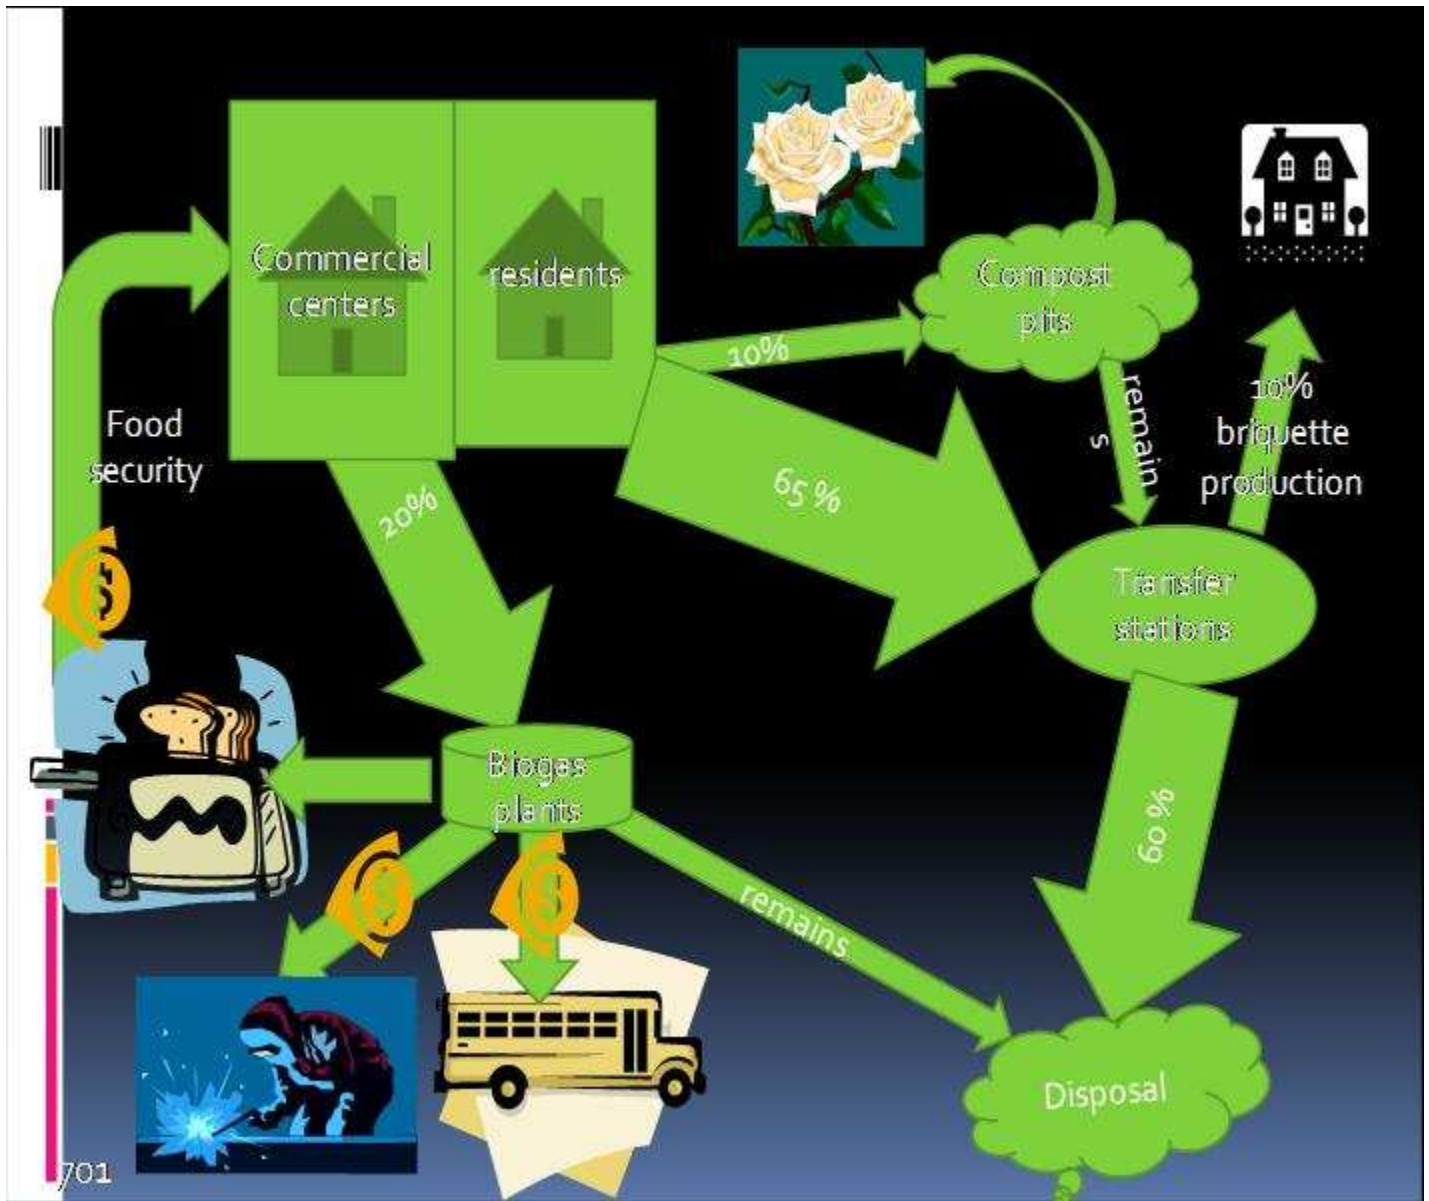 Commercial
centers
residents
Compost
pits
10%
remain
s
10%
briquette
production
Food
security
20%
65 %
Transfer
stations
Biogas
plants
60 %
remains
Disposal
701
$
$
$